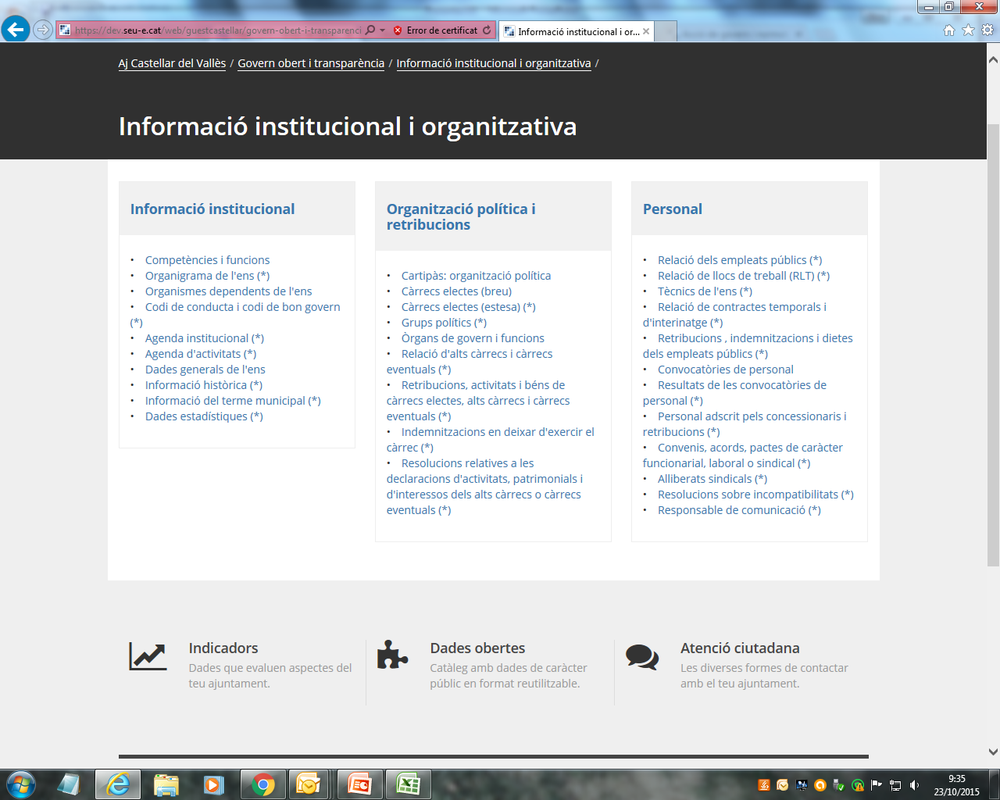 https://dev.seu-e.cat/web/guestcastellar/govern-obert-i-transparenci
Error de certificat
Informació institucional i or...
Aj Castellar del Vallès / Govern obert i transparència / Informació institucional i organitzativa /
Informació institucional i organitzativa
Informació institucional
• Competències i funcions
• Organigrama de l'ens (*)
• Organismes dependents de l'ens
• Codi de conducta i codi de bon govern
(*)
• Agenda institucional (*)
• Agenda d'activitats (*)
• Dades generals de l'ens
• Informació històrica (*)
• Informació del terme municipal (*)
• Dades estadístiques (*)
Organització política i
retribucions
• Cartipàs: organització política
• Càrrecs electes (breu)
• Càrrecs electes (estesa) (*)
• Grups polítics (*)
• Òrgans de govern i funcions
• Relació d'alts càrrecs i càrrecs
eventuals (*)
• Retribucions, activitats i béns de
càrrecs electes, alts càrrecs i càrrecs
eventuals (*)
• Indemnitzacions en deixar d'exercir el
càrrec (*)
• Resolucions relatives a les
declaracions d'activitats, patrimonials i
d'interessos dels alts càrrecs o càrrecs
eventuals (*)
Personal
• Relació dels empleats públics (*)
• Relació de llocs de treball (RLT) (*)
• Tècnics de l'ens (*)
• Relació de contractes temporals i
d'interinatge (*)
• Retribucions , indemnitzacions i dietes
dels empleats públics (*)
• Convocatòries de personal
• Resultats de les convocatòries de
personal (*)
• Personal adscrit pels concessionaris i
retribucions (*)
• Convenis, acords, pactes de caràcter
funcionarial, laboral o sindical (*)
• Alliberats sindicals (*)
• Resolucions sobre incompatibilitats (*)
• Responsable de comunicació (*)
Indicadors
Dades que evaluen aspectes del
teu ajuntament.
Dades obertes
Catàleg amb dades de caràcter
públic en format reutilitzable.
Atenció ciutadana
Les diverses formes de contactar
amb el teu ajuntament.
9:35
23/10/2015